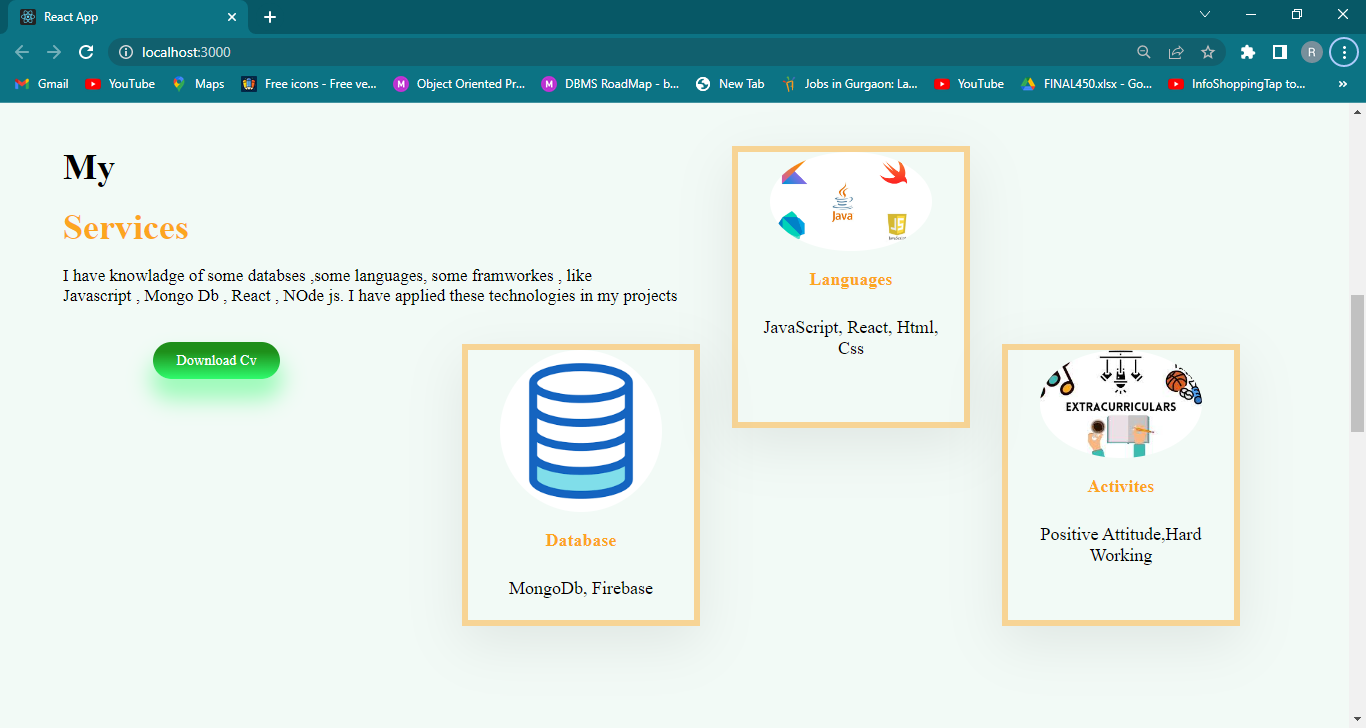 React App
localhost:3000
R
Gmail
YouTube
Maps
Free icons - Free ve...
Object Oriented Pr...
DBMS RoadMap - b...
New Tab
Jobs in Gurgaon: La...
YouTube
FINAL450.xlsx - Go...
InfoShoppingTap to...
»
My
Services
I have knowladge of some databses ,some languages, some framworkes , like
Javascript , Mongo Db , React , NOde js. I have applied these technologies in my projects
Download Cv
Java
JS
Languages
JavaScript, React, Html,
Css
Database
MongoDb, Firebase
EXTRACURRICULARS
Activites
Positive Attitude,Hard
Working